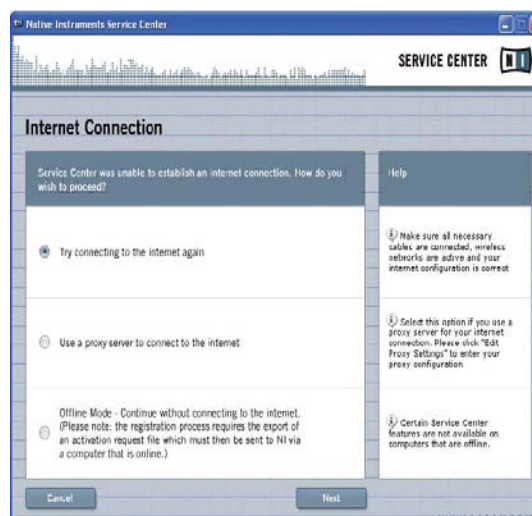 Native Instruments Service Center
SERVICE CENTER NI
Internet Connection
Service Center was unable to establish an internet connection. How do you
wish to proceed?
Help
Try connecting to the internet again
Make sure all necessary
cables are connected, wireless
networks are active and your
internet configuration is correct
Use a proxy server to connect to the internet
Select this option if you use a
proxy server for your internet
connection. Please click "Edit
Proxy Settings" to enter your
proxy configuration
Offline Mode - Continue without connecting to the internet.
(Please note: the registration process requires the export of
an activation request file which must then be sent to NI via
a computer that is online.)
Certain Service Center
features are not available on
computers that are offline.
Cancel
Next